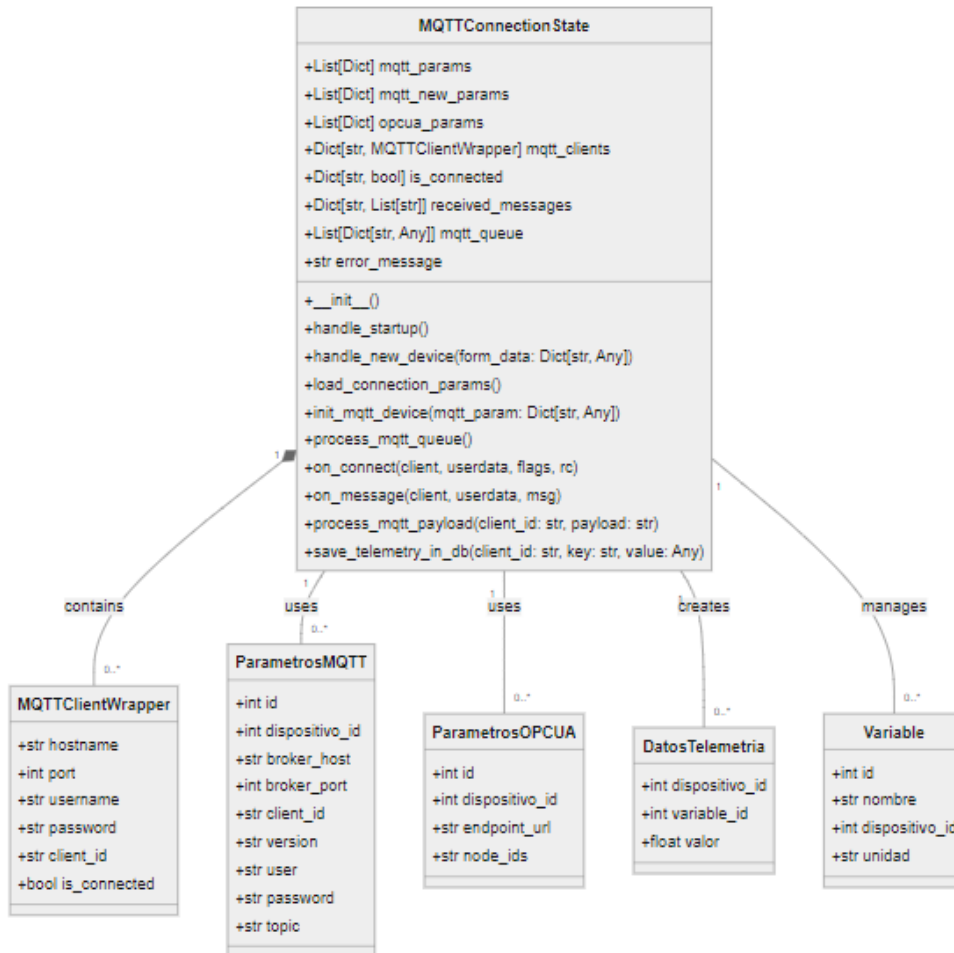 MQTTConnectionState
+List[Dict] mqtt_params
+List[Dict] mqtt_new_params
+List[Dict] opcua_params
+Dict[str, MQTTClientWrapper] mqtt_clients
+Dict[str, bool] is_connected
+Dict[str, List[str]] received_messages
+List[Dict[str, Any]] mqtt_queue
+str error_message
+__init__()
+handle_startup()
+handle_new_device(form_data: Dict[str, Any])
+load_connection_params()
+init_mqtt_device(mqtt_param: Dict[str, Any])
+process_mqtt_queue()
+on_connect(client, userdata, flags, rc)
+on_message(client, userdata, msg)
+process_mqtt_payload(client_id: str, payload: str)
+save_telemetry_in_db(client_id: str, key: str, value: Any)
1
1
1
1
1
contains
uses
uses
creates
manages
0..*
0..*
0..*
0..*
0..*
MQTTClientWrapper
+str hostname
+int port
+str username
+str password
+str client_id
+bool is_connected
ParametrosMQTT
+int id
+int dispositivo_id
+str broker_host
+int broker_port
+str client_id
+str version
+str user
+str password
+str topic
ParametrosOPCUA
+int id
+int dispositivo_id
+str endpoint_url
+str node_ids
DatosTelemetria
+int dispositivo_id
+int variable_id
+float valor
Variable
+int id
+str nombre
+int dispositivo_id
+str unidad